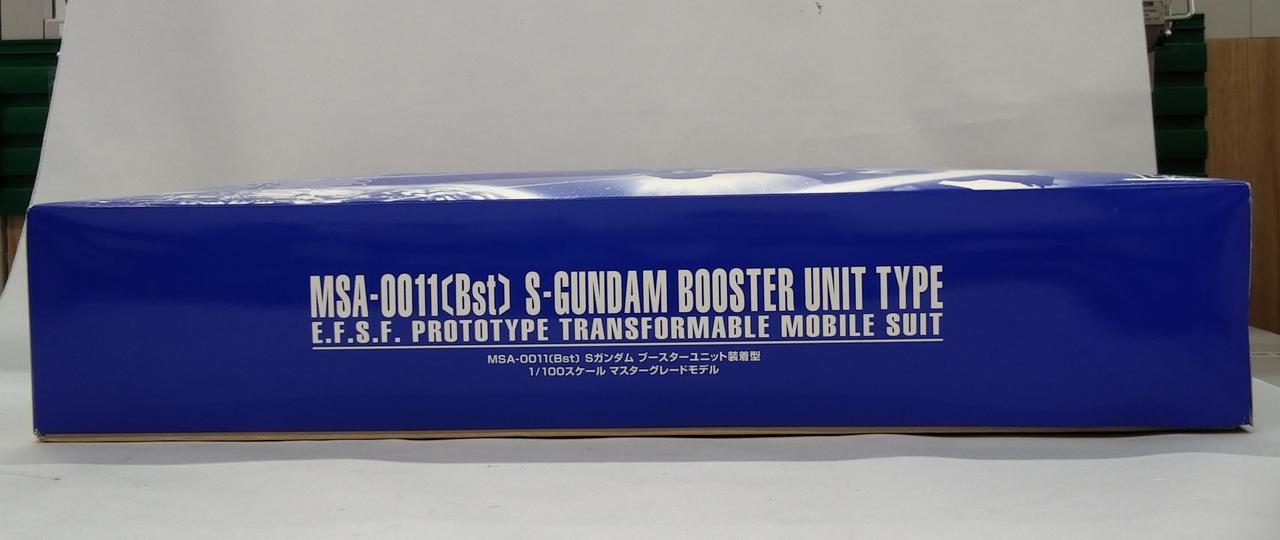 MSA-0011〔Bst〕 S-GUNDAM BOOSTER UNIT TYPE
E.F.S.F. PROTOTYPE TRANSFORMABLE MOBILE SUIT
MSA-0011〔Bst〕 Sガンダム ブースターユニット装着型
1/100スケール マスターグレードモデル